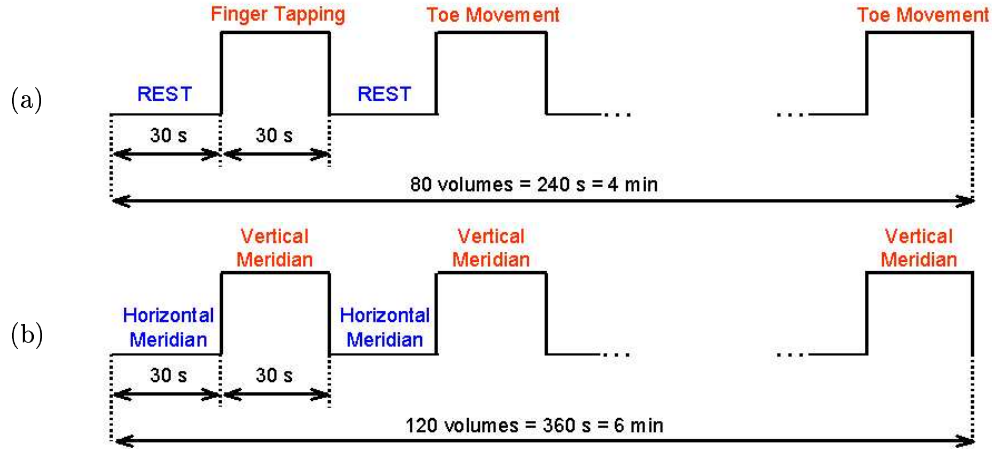 Finger Tapping Toe Movement Toe Movement
(a)
REST REST
30 s 30 s
...
...
80 volumes = 240 s = 4 min
Vertical Meridian Vertical Meridian Vertical Meridian
(b)
Horizontal Meridian Horizontal Meridian
30 s 30 s
...
...
120 volumes = 360 s = 6 min